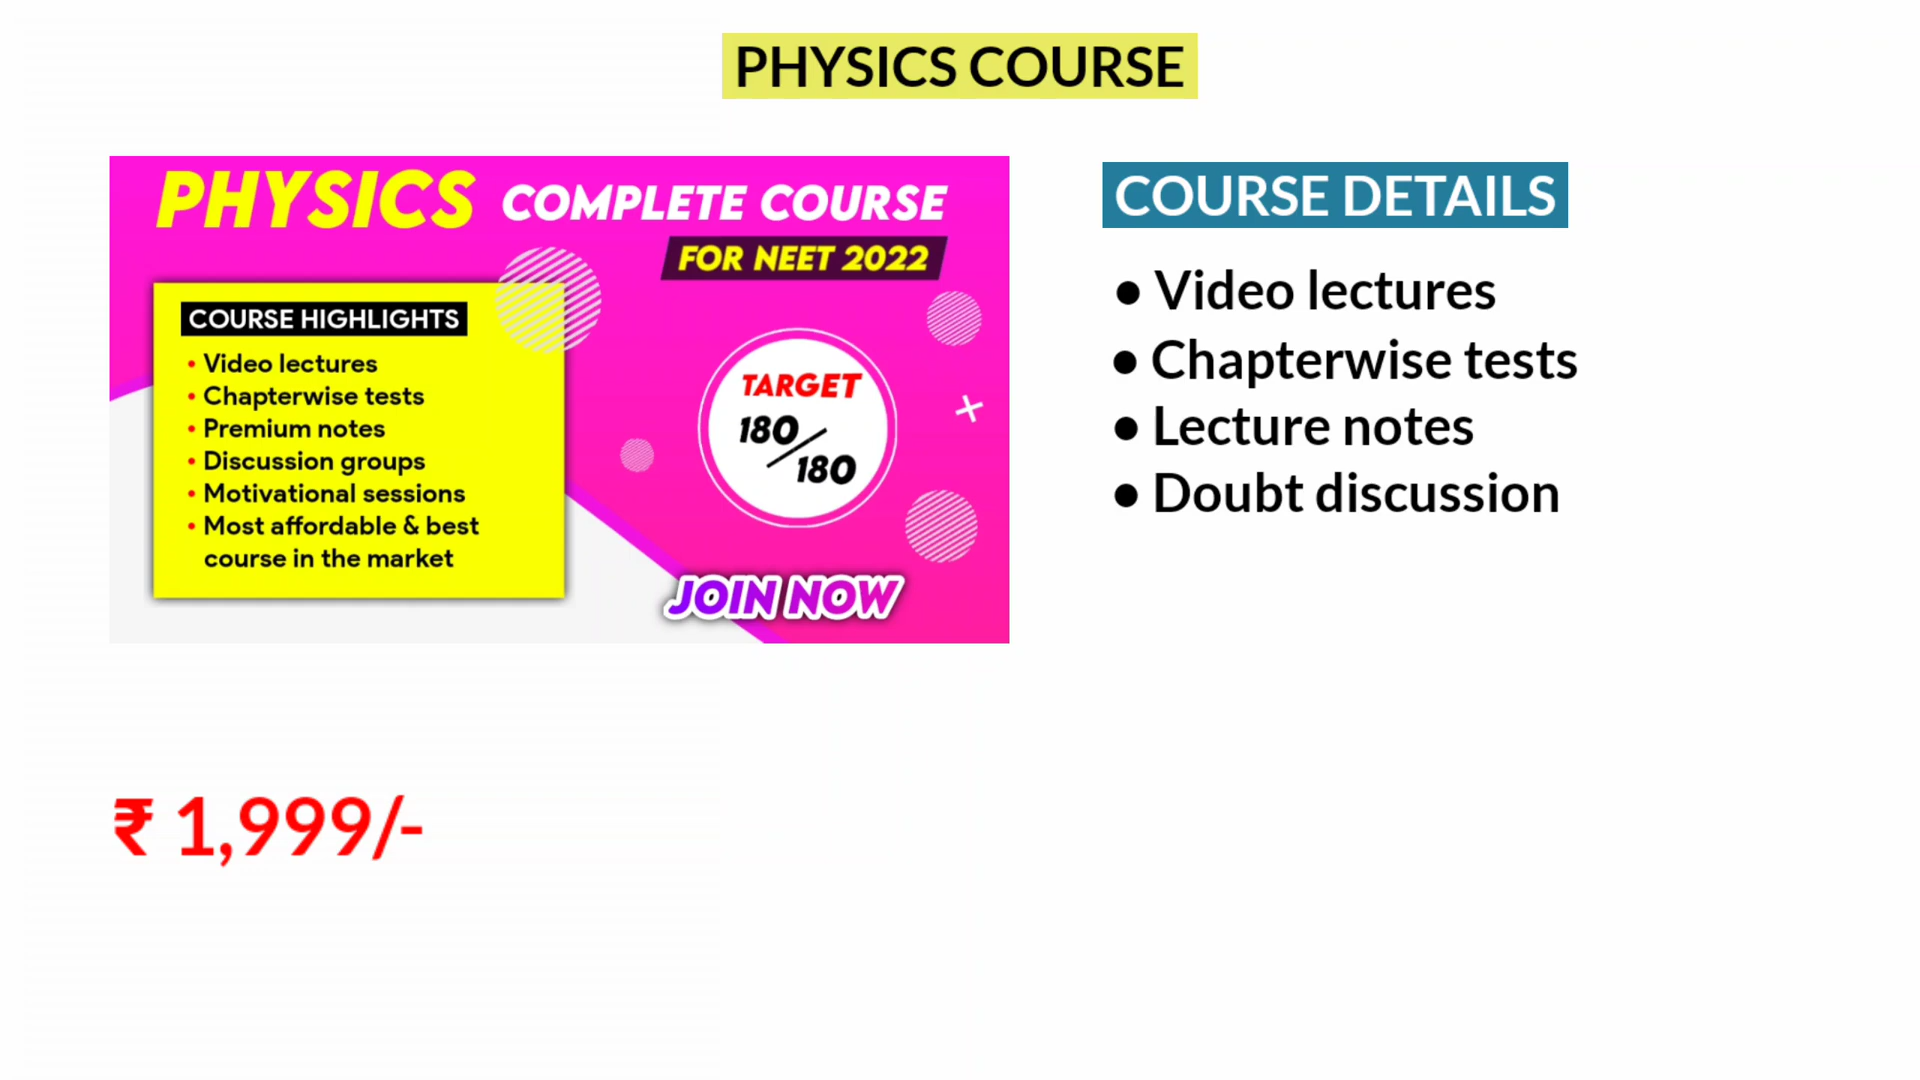 PHYSICS COURSE
PHYSICS COMPLETE COURSE
FOR NEET 2022
COURSE HIGHLIGHTS
• Video lectures
• Chapterwise tests
• Premium notes
• Discussion groups
• Motivational sessions
• Most affordable & best
course in the market
TARGET
180/180
JOIN NOW
COURSE DETAILS
● Video lectures
● Chapterwise tests
● Lecture notes
● Doubt discussion
₹ 1,999/-